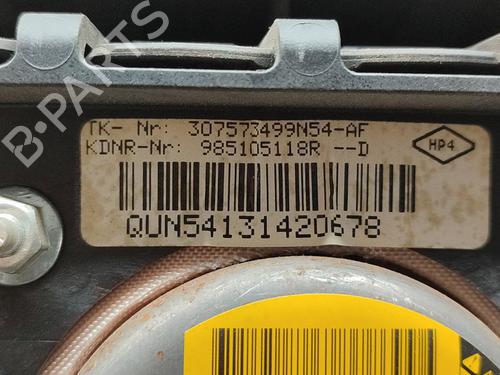 B-PARTS
TK- Nr: 307573499N54-AF
KDNR-Nr: 985105118R --D
HP4
QUN54131420678